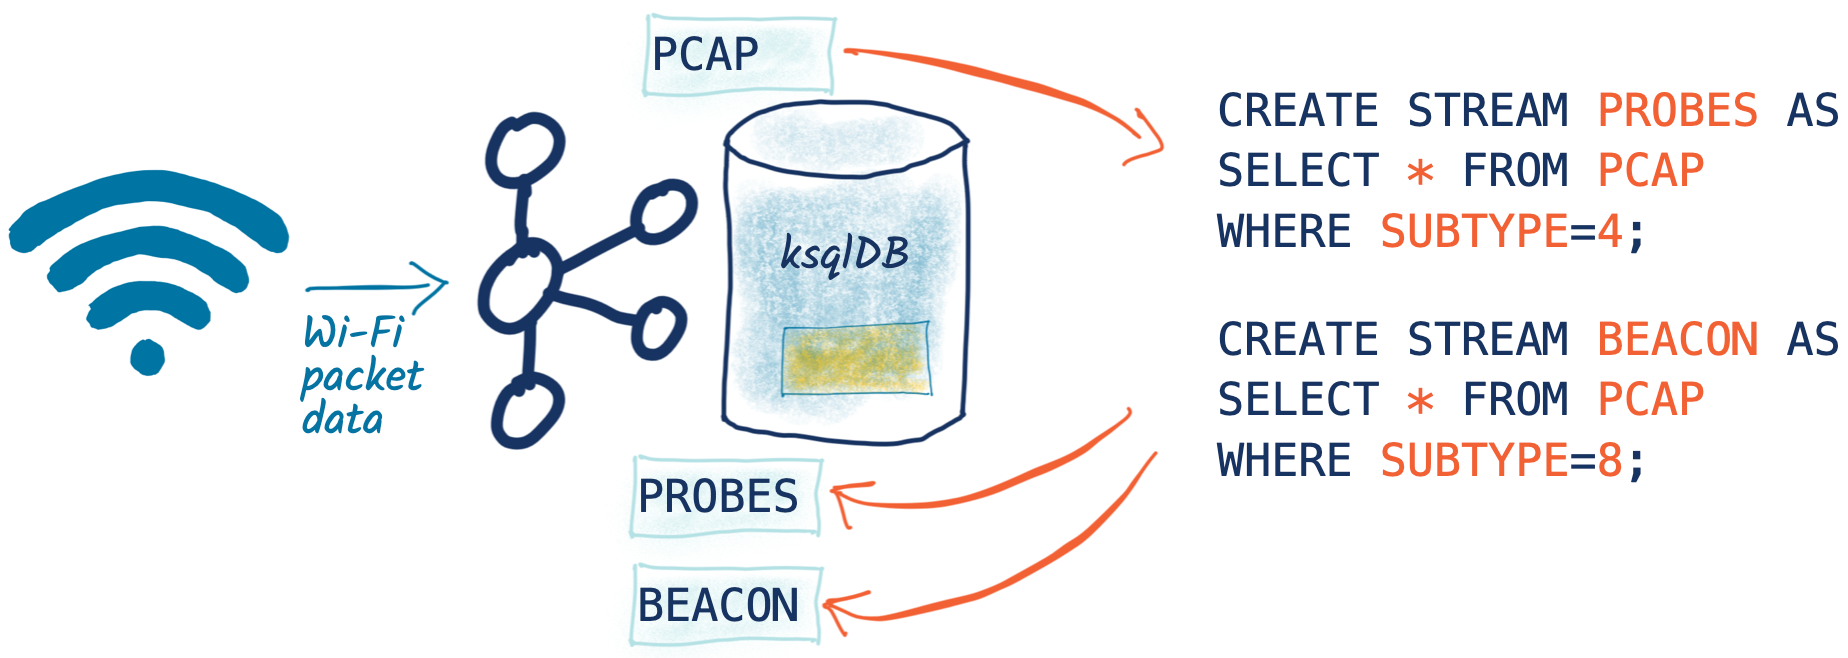 PCAP
CREATE STREAM PROBES AS
SELECT * FROM PCAP
WHERE SUBTYPE=4;
ksqlDB
Wi-Fi
packet
data
CREATE STREAM BEACON AS
SELECT * FROM PCAP
WHERE SUBTYPE=8;
PROBES
BEACON